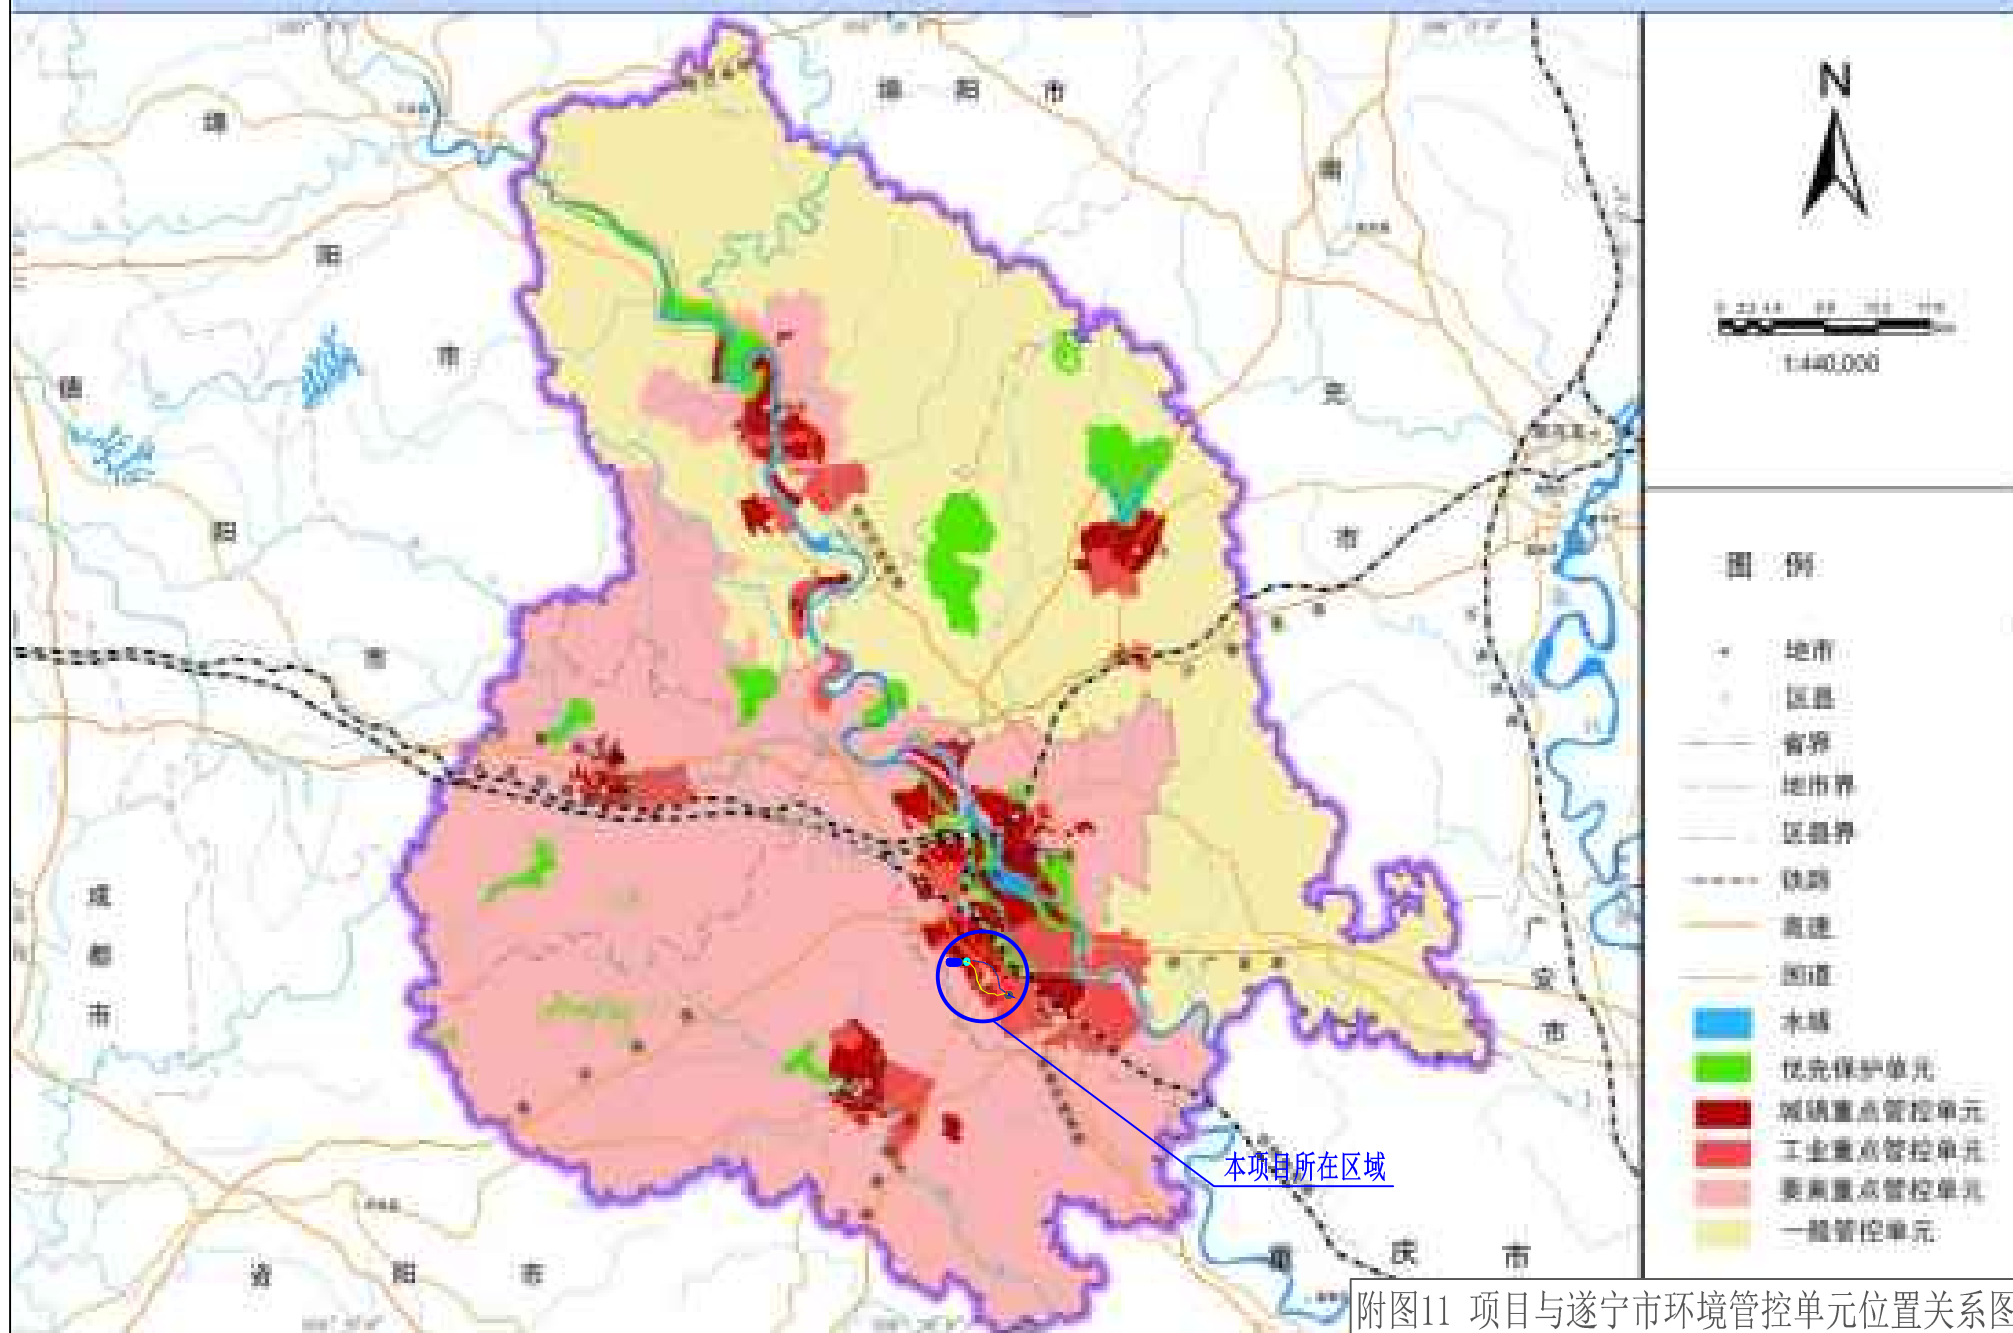 绵 阳 市
绵
阳
市
德
阳
市
南
充
市
成
都
市
广
安
市
资 阳 市
重 庆 市
N
1:440,000
图 例
地市
区县
省界
地市界
区县界
铁路
高速
国道
水域
优先保护单元
城镇重点管控单元
工业重点管控单元
要素重点管控单元
一般管控单元
本项目所在区域
附图11 项目与遂宁市环境管控单元位置关系图